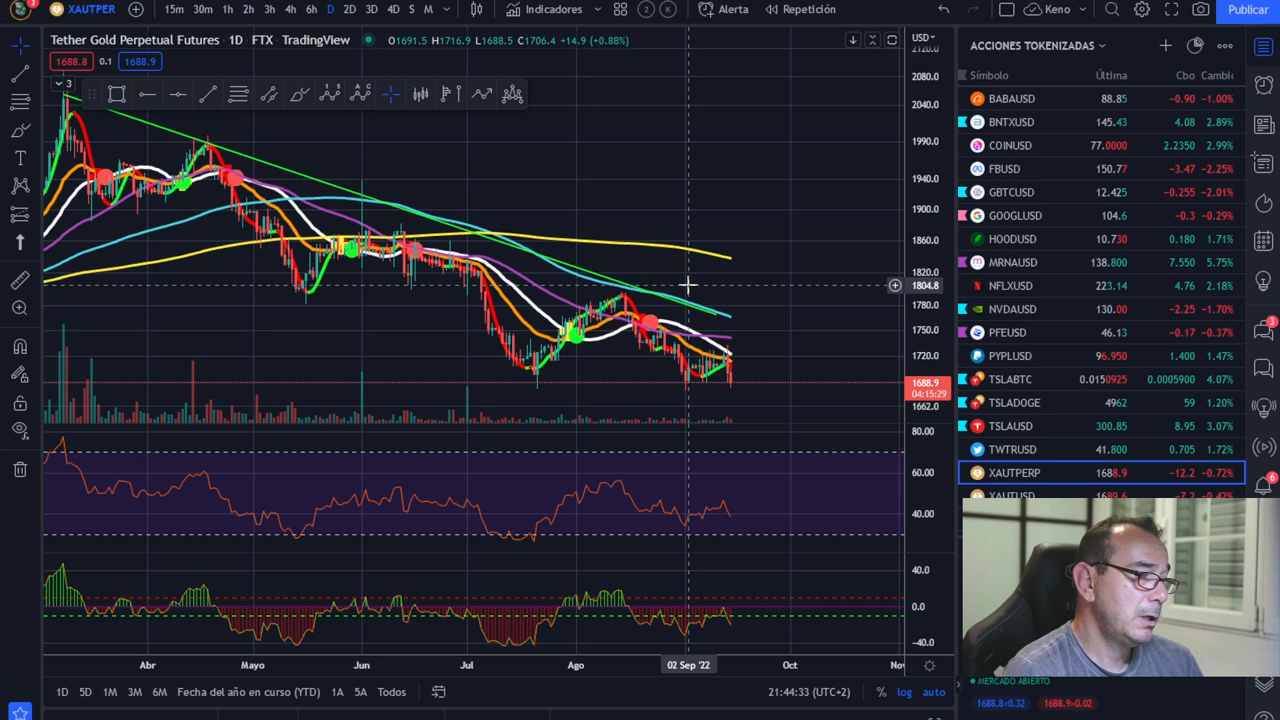 3 XAUTPER 15m 30m 1h 2h 3h 4h 6h D 2D 3D 4D S M Indicadores 2 K Alerta Repetición Keno Publicar
Tether Gold Perpetual Futures · 1D · FTX · TradingView O1691.5 H1716.9 L1688.5 C1706.4 +14.9 (+0.88%) USD
1688.8 0.1 1688.9
3
2120.0
2080.0
2040.0
1990.0
1940.0
1900.0
1860.0
1820.0
1804.8
1780.0
1750.0
1720.0
1688.9
04:15:29
1662.0
80.00
60.00
40.00
40.0
0.0
−40.0
Abr Mayo Jun Jul Ago 02 Sep '22 Oct Nov
1D 5D 1M 3M 6M Fecha del año en curso (YTD) 1A 5A Todos 21:44:33 (UTC+2) % log auto
ACCIONES TOKENIZADAS
Símbolo Última Cbo Cambio
BABAUSD 88.85 −0.90 −1.00%
BNTXUSD 145.43 4.08 2.89%
COINUSD 77.0000 2.2350 2.99%
FBUSD 150.77 −3.47 −2.25%
GBTCUSD 12.425 −0.255 −2.01%
GOOGLUSD 104.6 −0.3 −0.29%
HOODUSD 10.730 0.180 1.71%
MRNAUSD 138.800 7.550 5.75%
NFLXUSD 223.14 4.76 2.18%
NVDAUSD 130.00 −2.25 −1.70%
PFEUSD 46.13 −0.17 −0.37%
PYPLUSD 96.950 1.400 1.47%
TSLABTC 0.0150925 0.0005900 4.07%
TSLADOGE 4962 59 1.20%
TSLAUSD 300.85 8.95 3.07%
TWTRUSD 41.800 0.705 1.72%
XAUTPERP 1688.9 −12.2 −0.72%
XAUTUSD 1689.6 −7.2 −0.42%
MERCADO ABIERTO
1688.8×0.32 1688.9×0.02
3
6